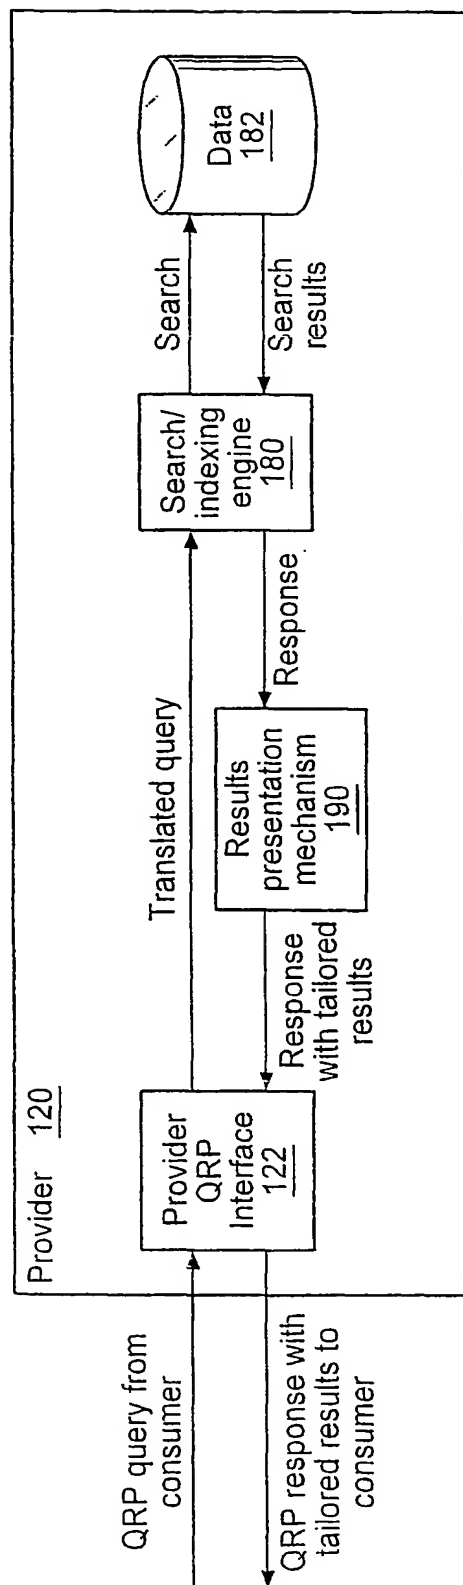 Provider 120
QRP query from
consumer
QRP response with
tailored results to
consumer
Provider
QRP
Interface
122
Translated query
Response
with tailored
results
Results
presentation
mechanism
190
Response
Search/
indexing
engine
180
Search
Search
results
Data
182